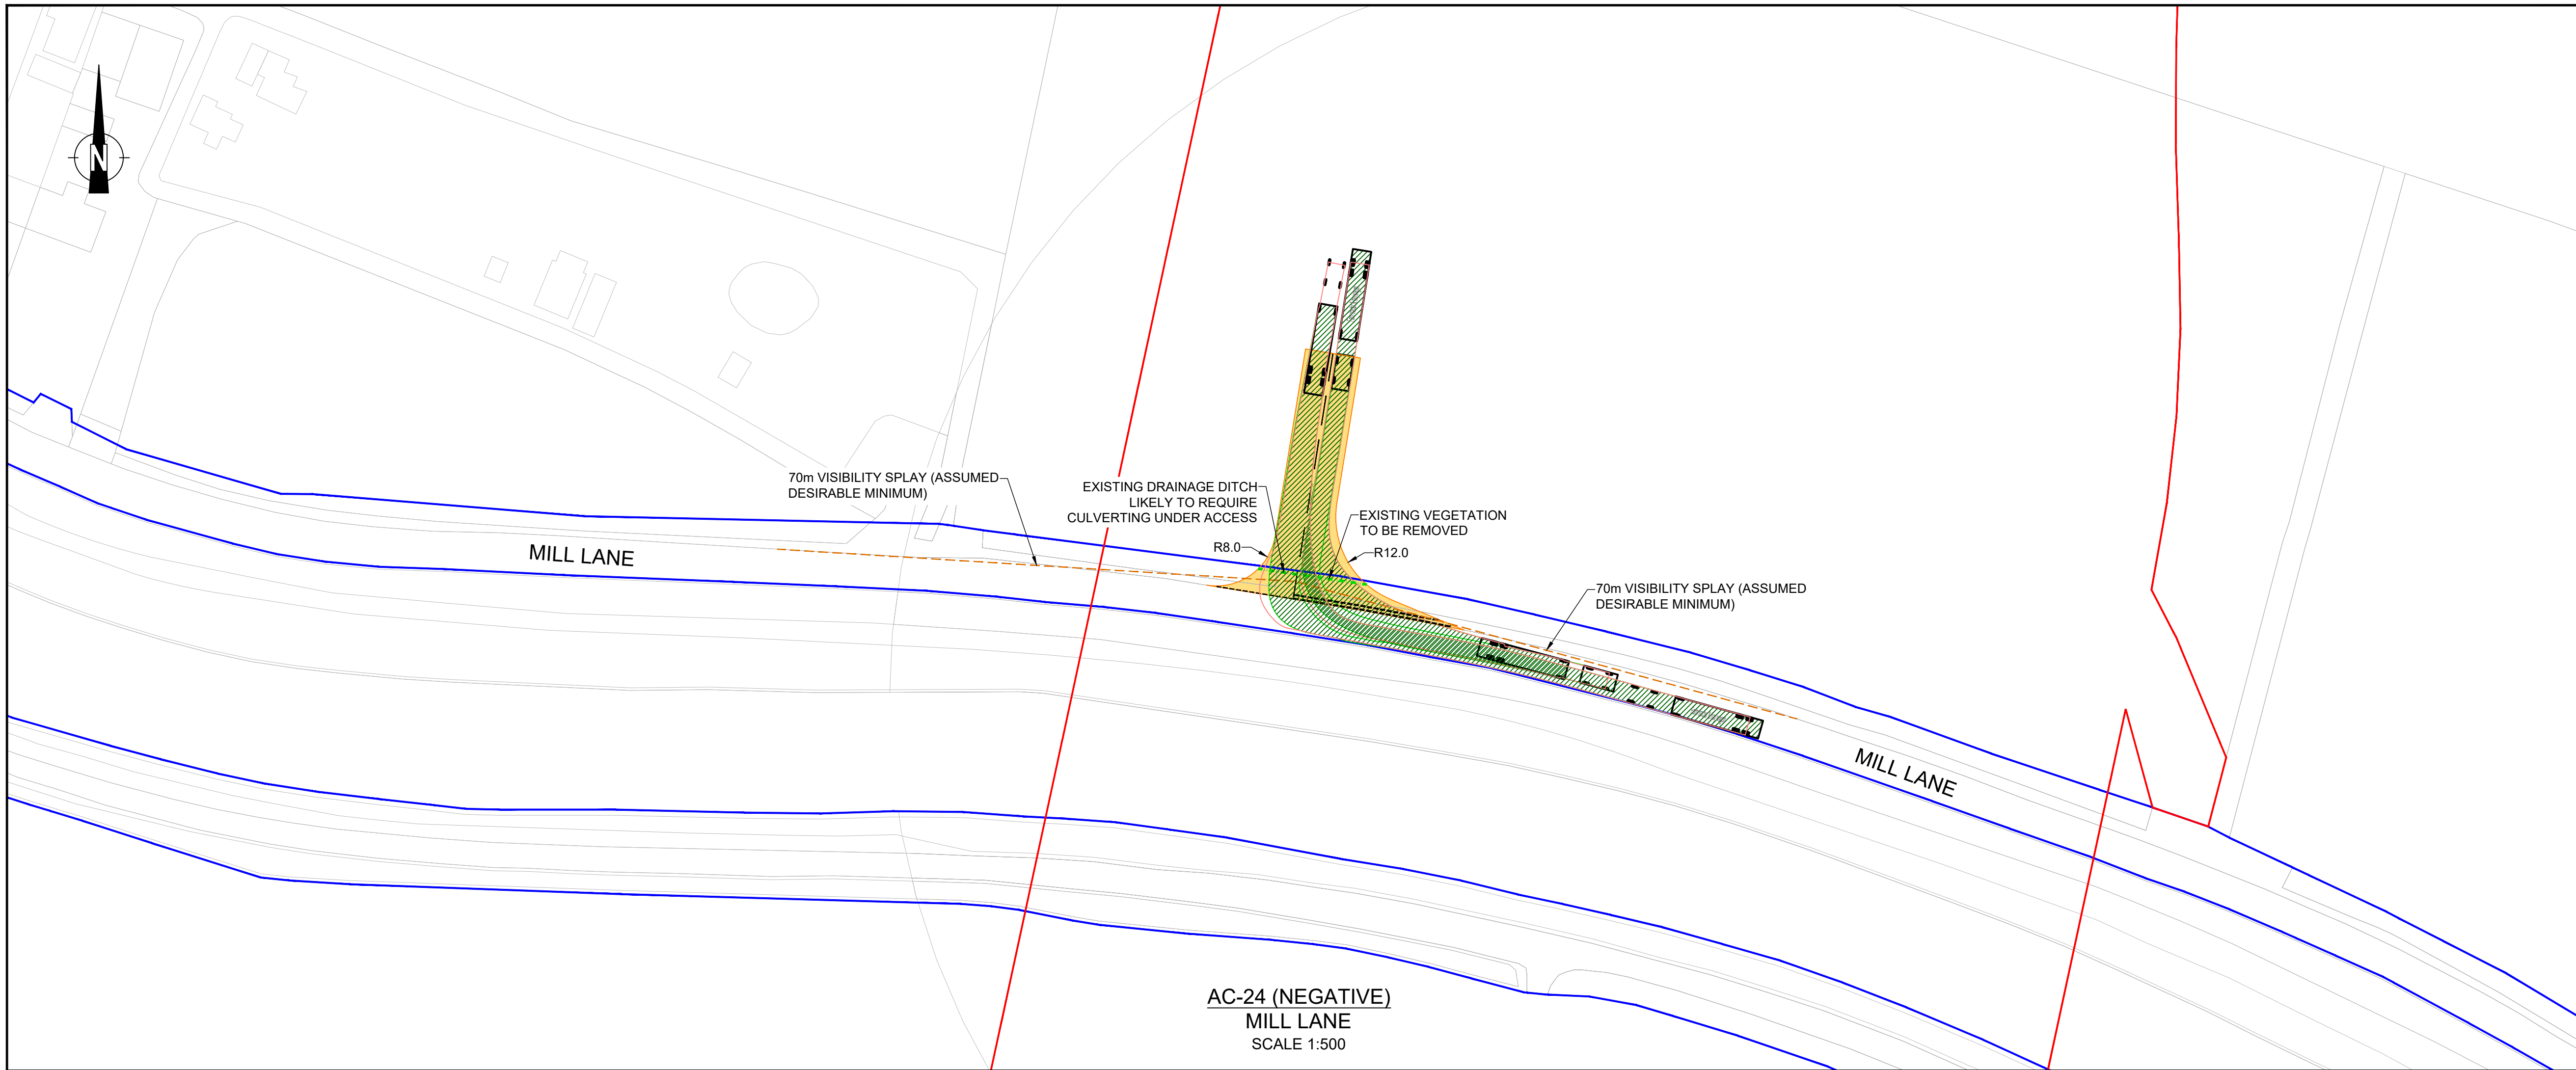 N
70m VISIBILITY SPLAY (ASSUMED
DESIRABLE MINIMUM)
EXISTING DRAINAGE DITCH
LIKELY TO REQUIRE
CULVERTING UNDER ACCESS
EXISTING VEGETATION
TO BE REMOVED
R8.0
R12.0
MILL LANE
70m VISIBILITY SPLAY (ASSUMED
DESIRABLE MINIMUM)
MILL LANE
AC-24 (NEGATIVE)
MILL LANE
SCALE 1:500